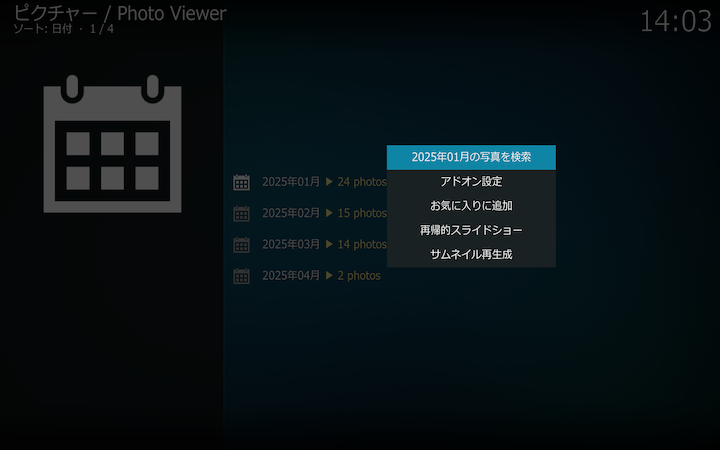 ピクチャー / Photo Viewer
ソート: 日付 · 1 / 4
14:03
2025年01月 ▶ 24 photos
2025年02月 ▶ 15 photos
2025年03月 ▶ 14 photos
2025年04月 ▶ 2 photos
2025年01月の写真を検索
アドオン設定
お気に入りに追加
再帰的スライドショー
サムネイル再生成